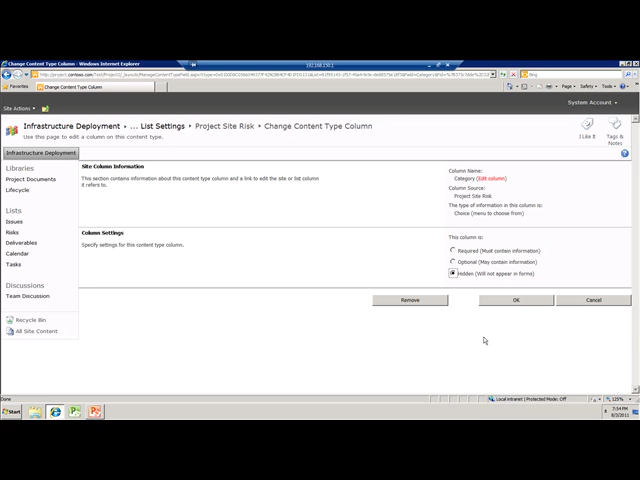 Change Content Type Column - Windows Internet Explorer
192.168.150.1
Bing
Favorites
Change Content Type Column
Page
Safety
Tools
Site Actions
System Account
Infrastructure Deployment ▸ ... List Settings ▸ Project Site Risk ▸ Change Content Type Column
Use this page to edit a column on this content type.
I Like It
Tags &
Notes
Infrastructure Deployment
Libraries
Project Documents
Lifecycle
Lists
Issues
Risks
Deliverables
Calendar
Tasks
Discussions
Team Discussion
Recycle Bin
All Site Content
Site Column Information
This section contains information about this content type column and a link to edit the site or list column
it refers to.
Column Name:
Category (Edit column)
Column Source:
Project Site Risk
The type of information in this column is:
Choice (menu to choose from)
Column Settings
Specify settings for this content type column.
This column is:
Required (Must contain information)
Optional (May contain information)
Hidden (Will not appear in forms)
Remove
OK
Cancel
Done
Local intranet | Protected Mode: Off
125%
Start
7:54 PM
8/3/2011